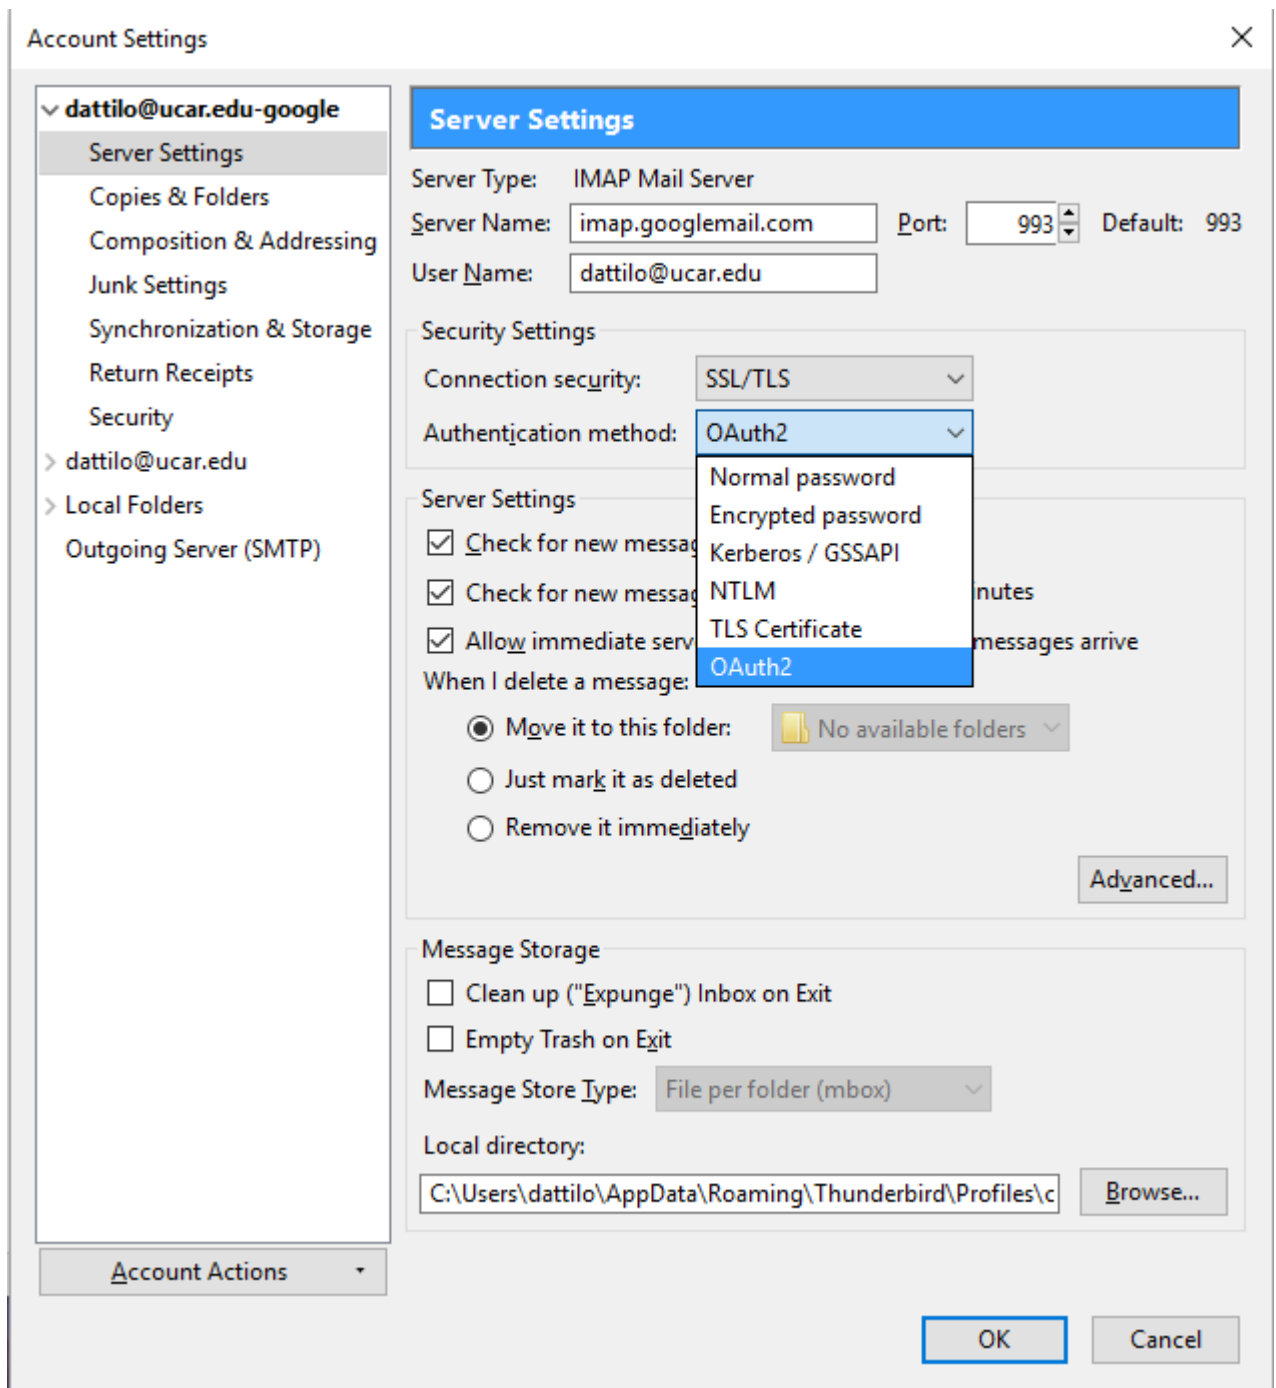 Account Settings
dattilo@ucar.edu-google
Server Settings
Copies & Folders
Composition & Addressing
Junk Settings
Synchronization & Storage
Return Receipts
Security
dattilo@ucar.edu
Local Folders
Outgoing Server (SMTP)
Account Actions
Server Settings
Server Type: IMAP Mail Server
Server Name: imap.googlemail.com Port: 993 Default: 993
User Name: dattilo@ucar.edu
Security Settings
Connection security: SSL/TLS
Authentication method: OAuth2
Normal password
Encrypted password
Kerberos / GSSAPI
NTLM
TLS Certificate
OAuth2
Server Settings
Check for new messag
Check for new messag inutes
Allow immediate serv messages arrive
When I delete a message:
Move it to this folder: No available folders
Just mark it as deleted
Remove it immediately
Advanced...
Message Storage
Clean up ("Expunge") Inbox on Exit
Empty Trash on Exit
Message Store Type: File per folder (mbox)
Local directory:
C:\Users\dattilo\AppData\Roaming\Thunderbird\Profiles\c Browse...
OK Cancel